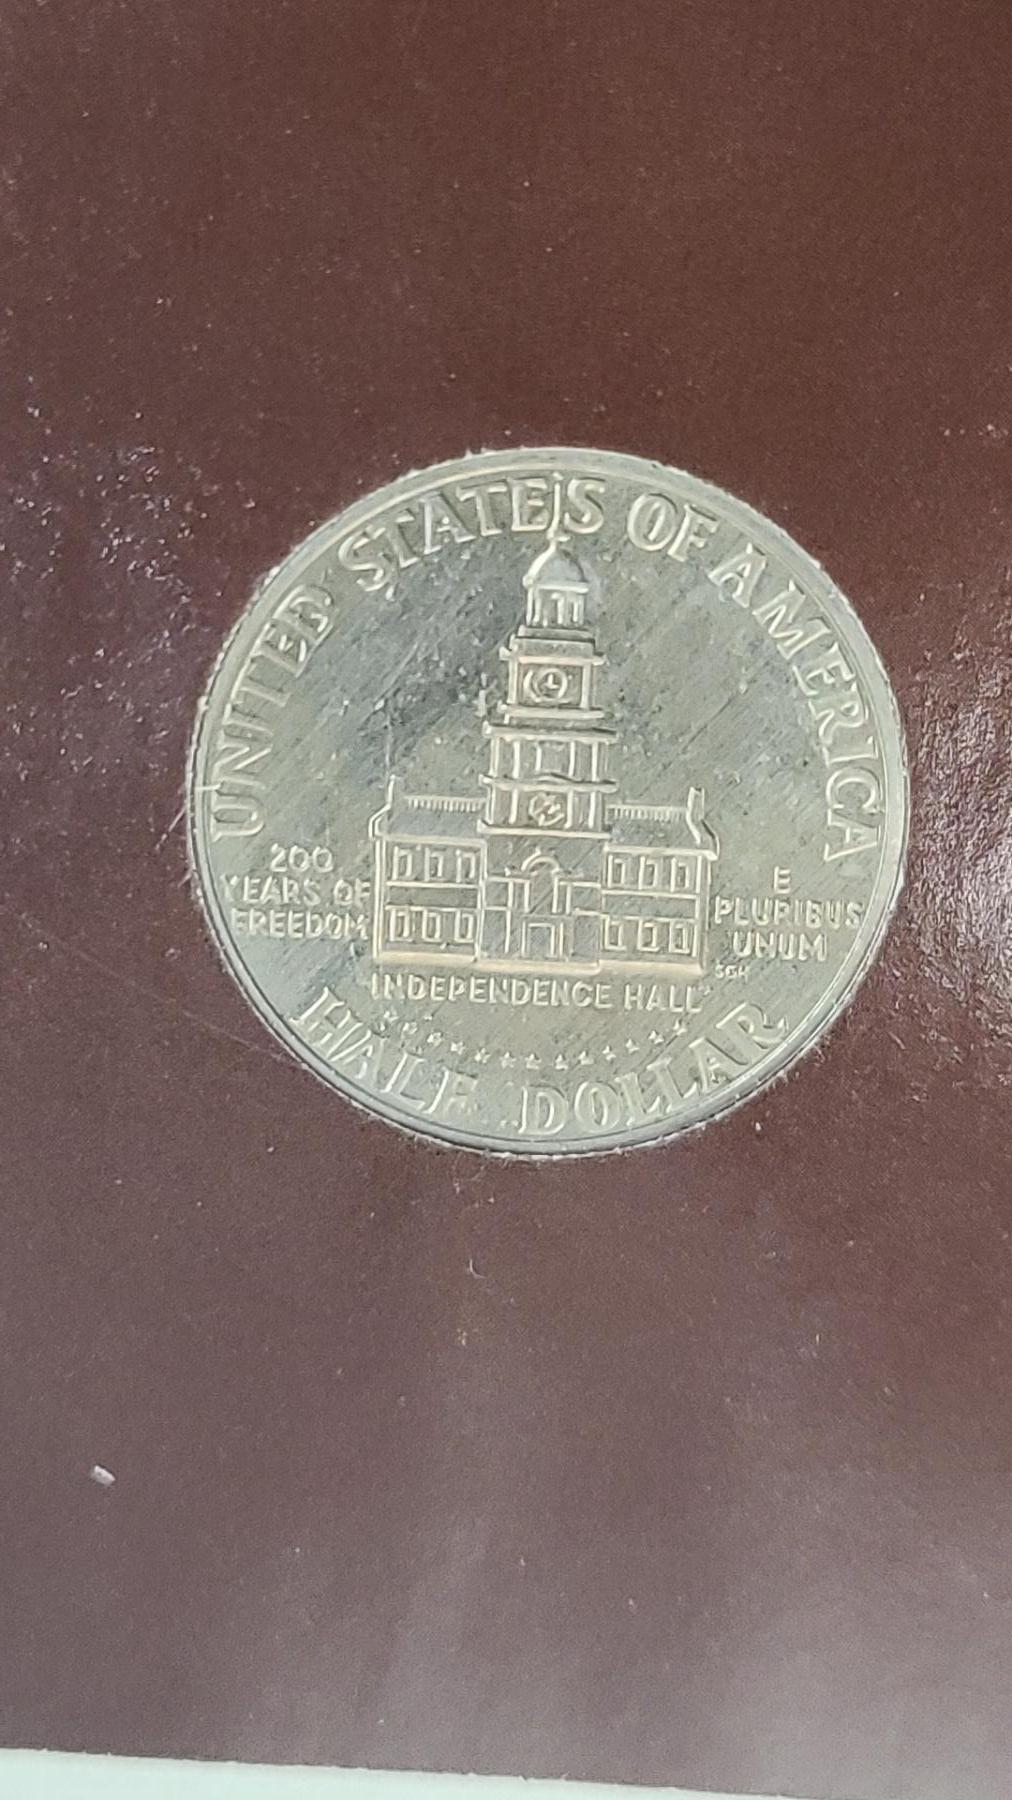 UNITED STATES OF AMERICA
200
YEARS OF
FREEDOM
E
PLURIBUS
UNUM
SGH
INDEPENDENCE HALL
HALF DOLLAR